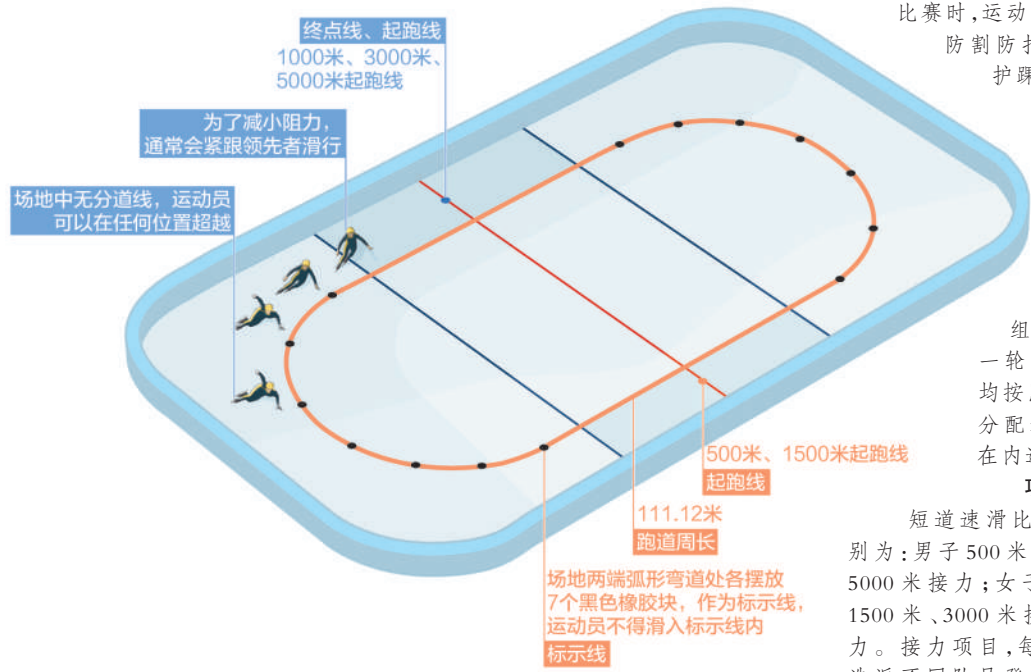 终点线、起跑线
1000米、3000米、
5000米起跑线
为了减小阻力，
通常会紧跟领先者滑行
场地中无分道线，运动员
可以在任何位置超越
500米、1500米起跑线
起跑线
111.12米
跑道周长
场地两端弧形弯道处各摆放
7个黑色橡胶块，作为标示线，
运动员不得滑入标示线内
标示线
比赛时,运动
防割防
护踝
组
一轮
均按
分配
在内
短道速滑比
别为:男子500米
5000米接力;女子
1500米、3000米接
力。接力项目,每